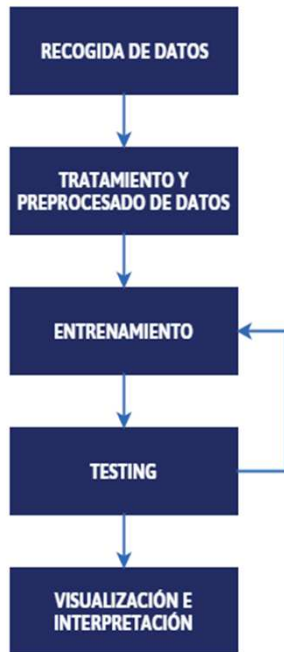 RECOGIDA DE DATOS
TRATAMIENTO Y
PREPROCESADO DE DATOS
ENTRENAMIENTO
TESTING
VISUALIZACIÓN E
INTERPRETACIÓN